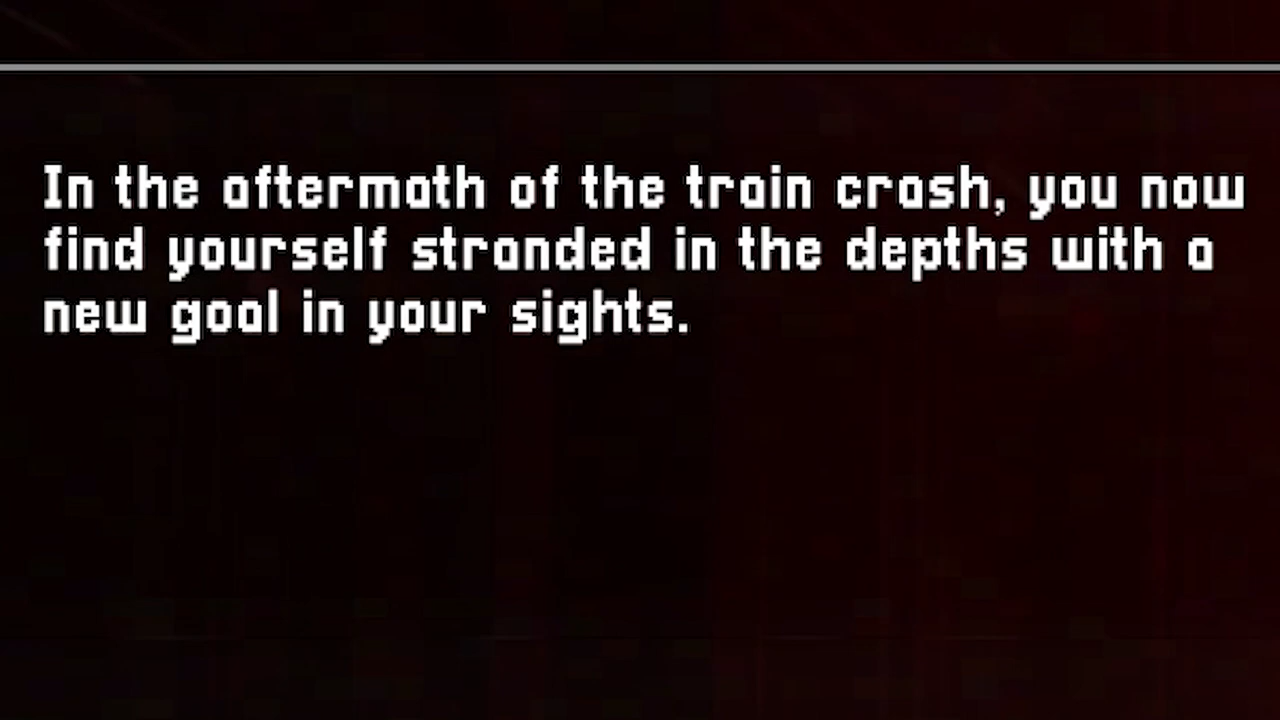 In the aftermath of the train crash, you now
find yourself stranded in the depths with a
new goal in your sights.